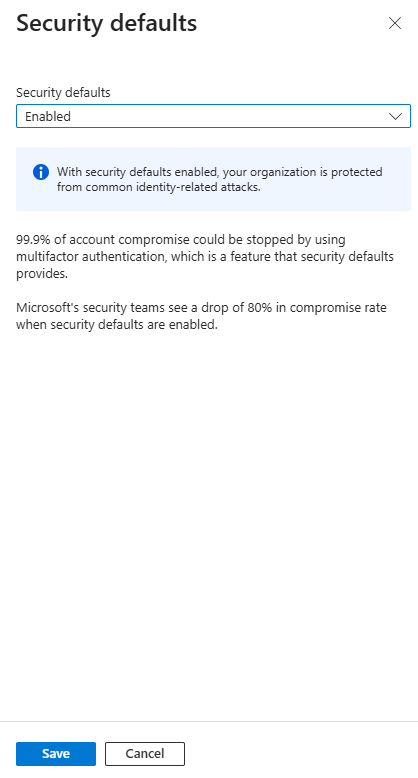 Security defaults
Security defaults
Enabled
With security defaults enabled, your organization is protected
from common identity-related attacks.
99.9% of account compromise could be stopped by using
multifactor authentication, which is a feature that security defaults
provides.
Microsoft's security teams see a drop of 80% in compromise rate
when security defaults are enabled.
Save
Cancel